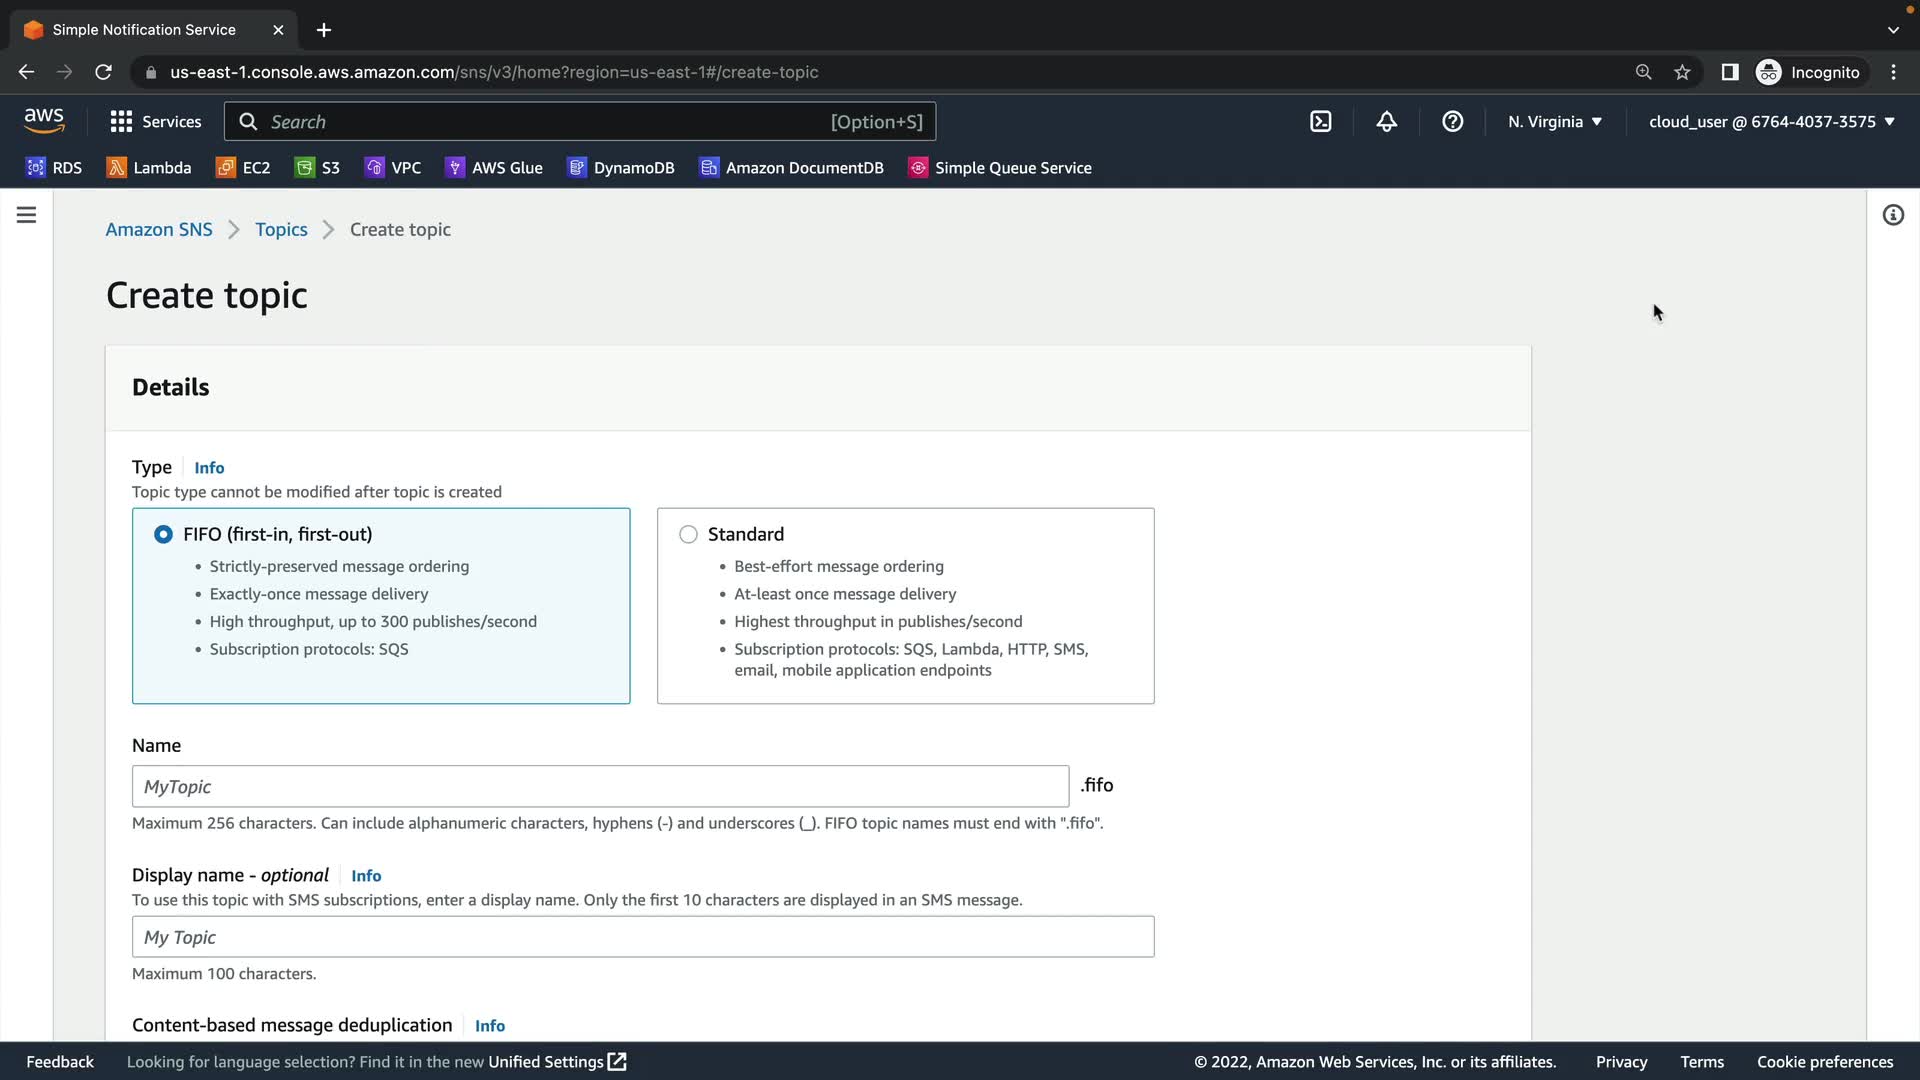 Simple Notification Service
us-east-1.console.aws.amazon.com/sns/v3/home?region=us-east-1#/create-topic
Incognito
aws
Services
Search
[Option+S]
N. Virginia
cloud_user @ 6764-4037-3575
RDS
Lambda
EC2
S3
VPC
AWS Glue
DynamoDB
Amazon DocumentDB
Simple Queue Service
Amazon SNS
Topics
Create topic
Create topic
Details
Type
Info
Topic type cannot be modified after topic is created
FIFO (first-in, first-out)
Strictly-preserved message ordering
Exactly-once message delivery
High throughput, up to 300 publishes/second
Subscription protocols: SQS
Standard
Best-effort message ordering
At-least once message delivery
Highest throughput in publishes/second
Subscription protocols: SQS, Lambda, HTTP, SMS,
email, mobile application endpoints
Name
MyTopic
.fifo
Maximum 256 characters. Can include alphanumeric characters, hyphens (-) and underscores (_). FIFO topic names must end with ".fifo".
Display name - optional
Info
To use this topic with SMS subscriptions, enter a display name. Only the first 10 characters are displayed in an SMS message.
My Topic
Maximum 100 characters.
Content-based message deduplication
Info
Feedback
Looking for language selection? Find it in the new Unified Settings
© 2022, Amazon Web Services, Inc. or its affiliates.
Privacy
Terms
Cookie preferences